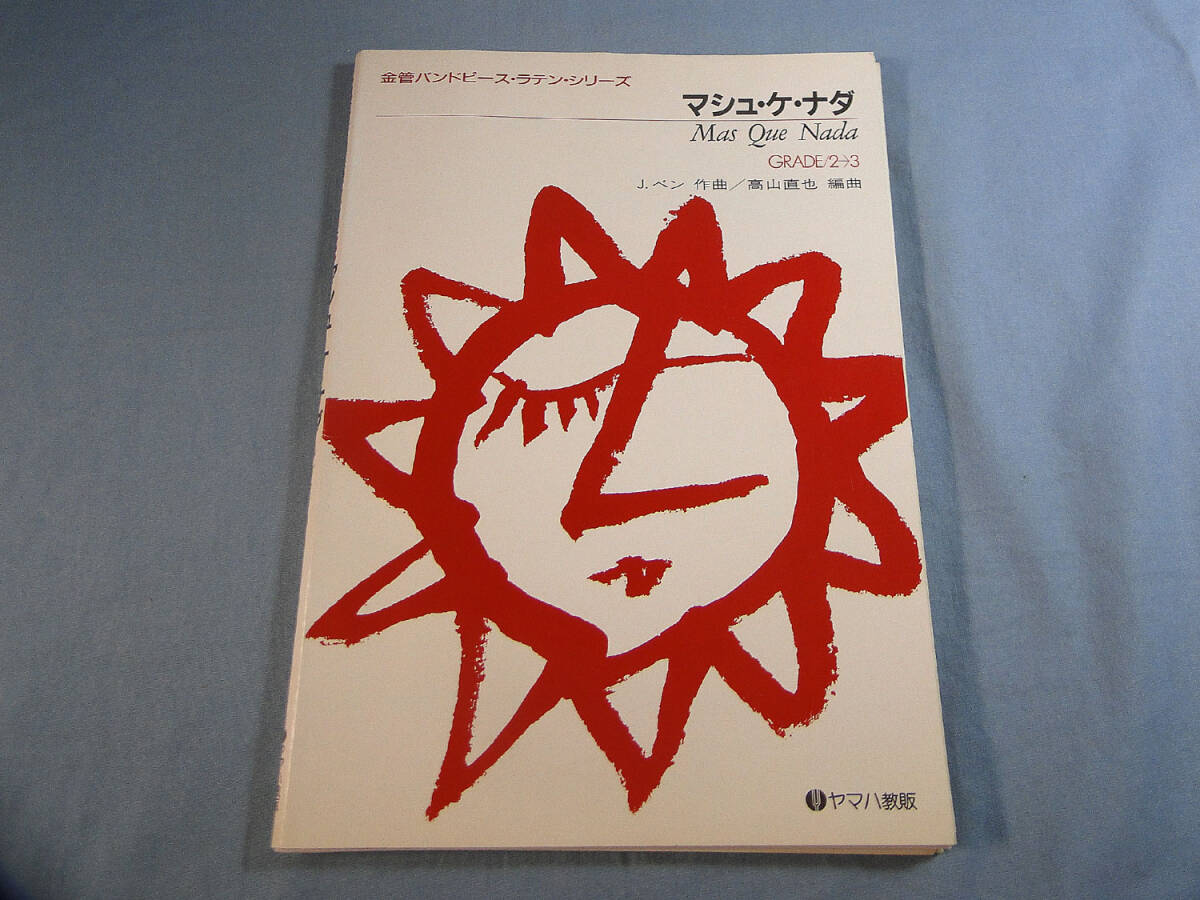 金管バンドピース・ラテン・シリーズ
マシュ・ケ・ナダ
Mas Que Nada
GRADE/2→3
J.ベン 作曲/高山直也 編曲
ヤマハ教販